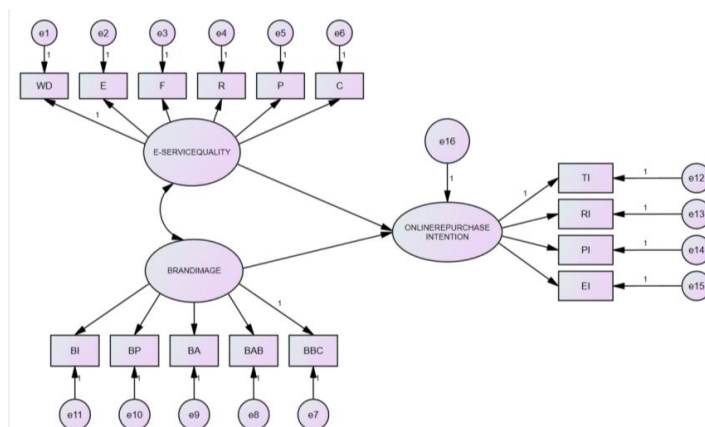 e1 e2 e3 e4 e5 e6
1 1 1 1 1 1
WD E F R P C
1
E-SERVICEQUALITY
e16
1
TI 1 e12
1
RI 1 e13
ONLINEREPURCHASE
INTENTION
PI 1 e14
EI 1 e15
BRANDIMAGE
1
BI BP BA BAB BBC
1 1 1 1 1
e11 e10 e9 e8 e7